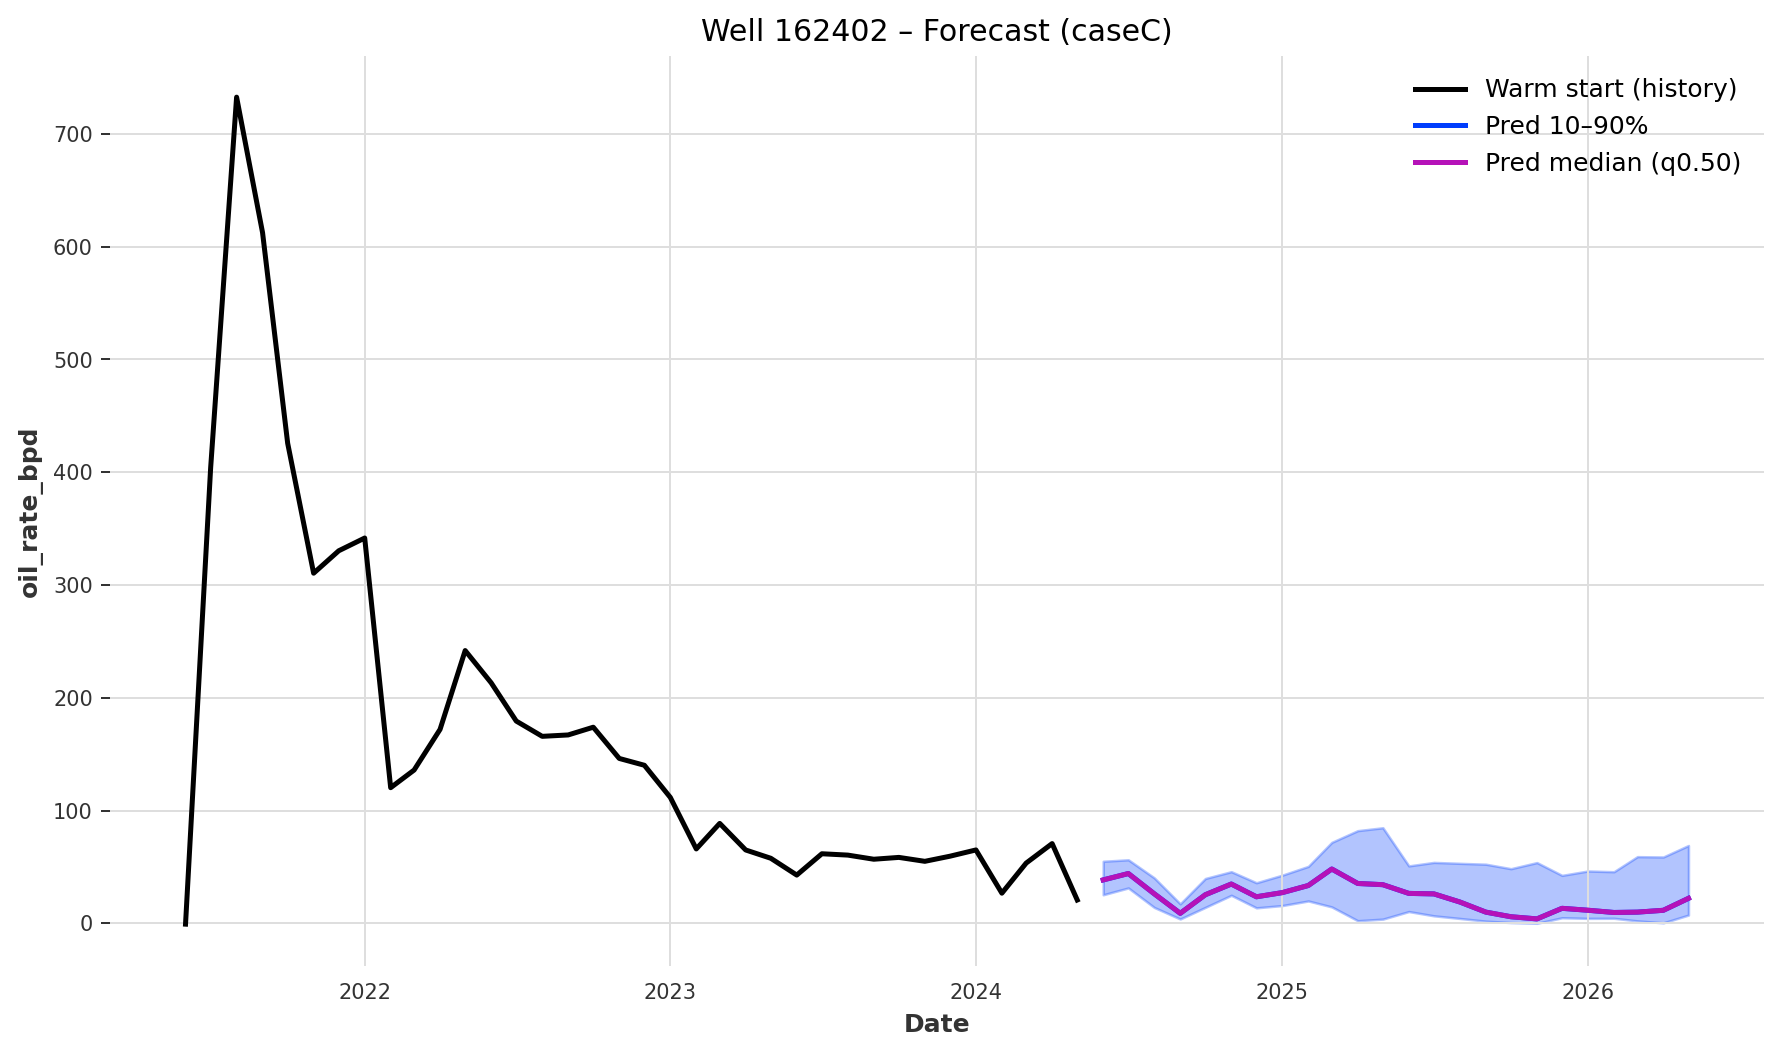 Well 162402 – Forecast (caseC)
Warm start (history)
Pred 10–90%
Pred median (q0.50)
oil_rate_bpd
700
600
500
400
300
200
100
0
2022
2023
2024
2025
2026
Date